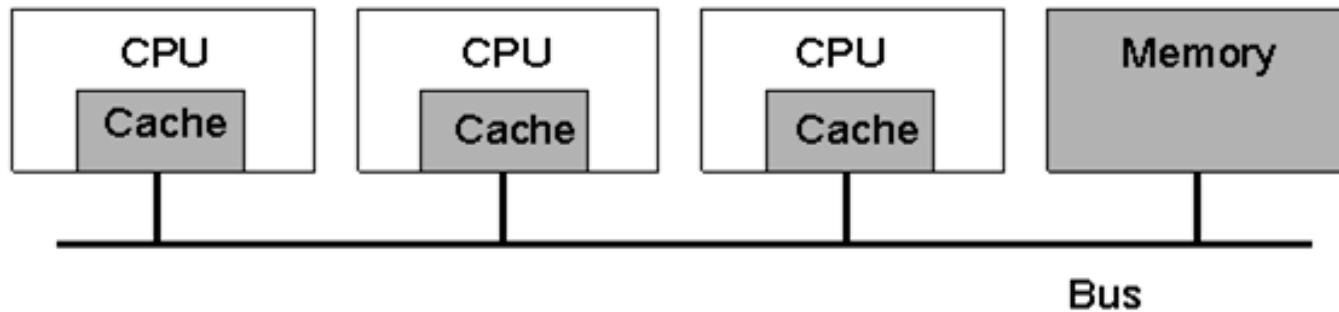 CPU
Cache
CPU
Cache
CPU
Cache
Memory
Bus